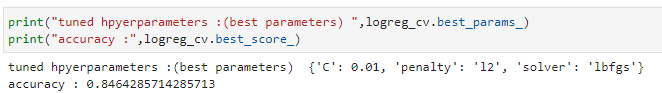 print("tuned hpyerparameters :(best parameters) ",logreg_cv.best_params_)
print("accuracy :",logreg_cv.best_score_)
tuned hpyerparameters :(best parameters)  {'C': 0.01, 'penalty': 'l2', 'solver': 'lbfgs'}
accuracy : 0.8464285714285713